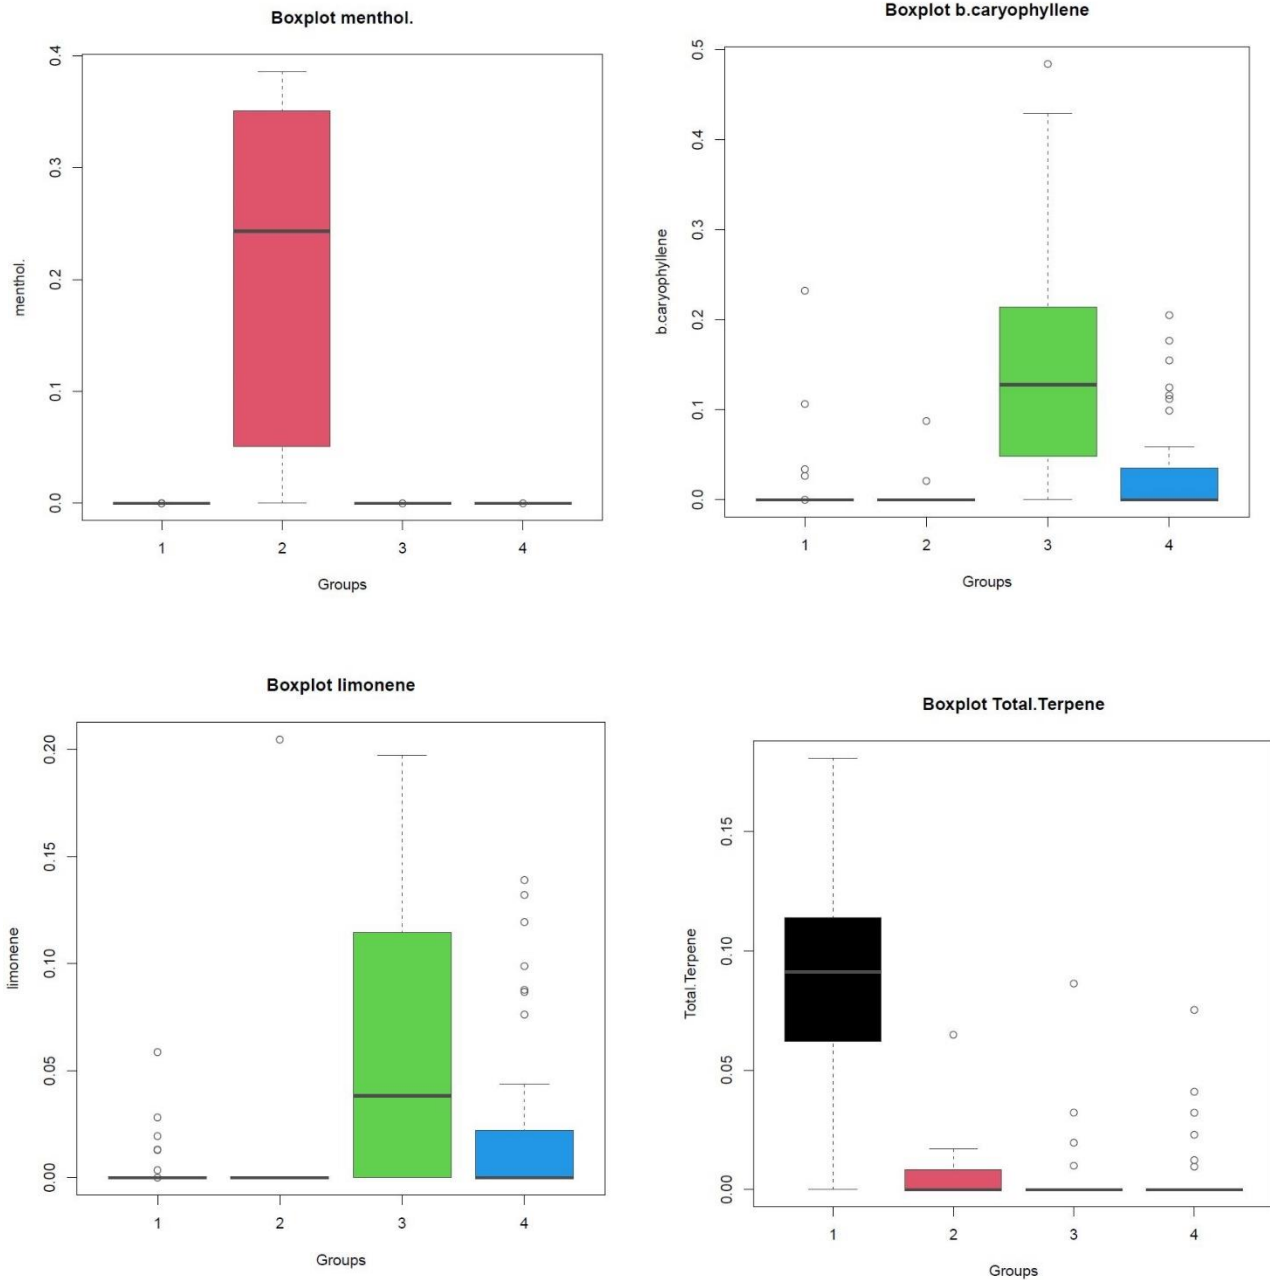 Boxplot menthol.
menthol.
0.4
0.3
0.2
0.1
0.0
1 2 3 4
Groups
Boxplot b.caryophyllene
b.caryophyllene
0.5
0.4
0.3
0.2
0.1
0.0
1 2 3 4
Groups
Boxplot limonene
limonene
0.20
0.15
0.10
0.05
0.00
1 2 3 4
Groups
Boxplot Total.Terpene
Total.Terpene
0.15
0.10
0.05
0.00
1 2 3 4
Groups